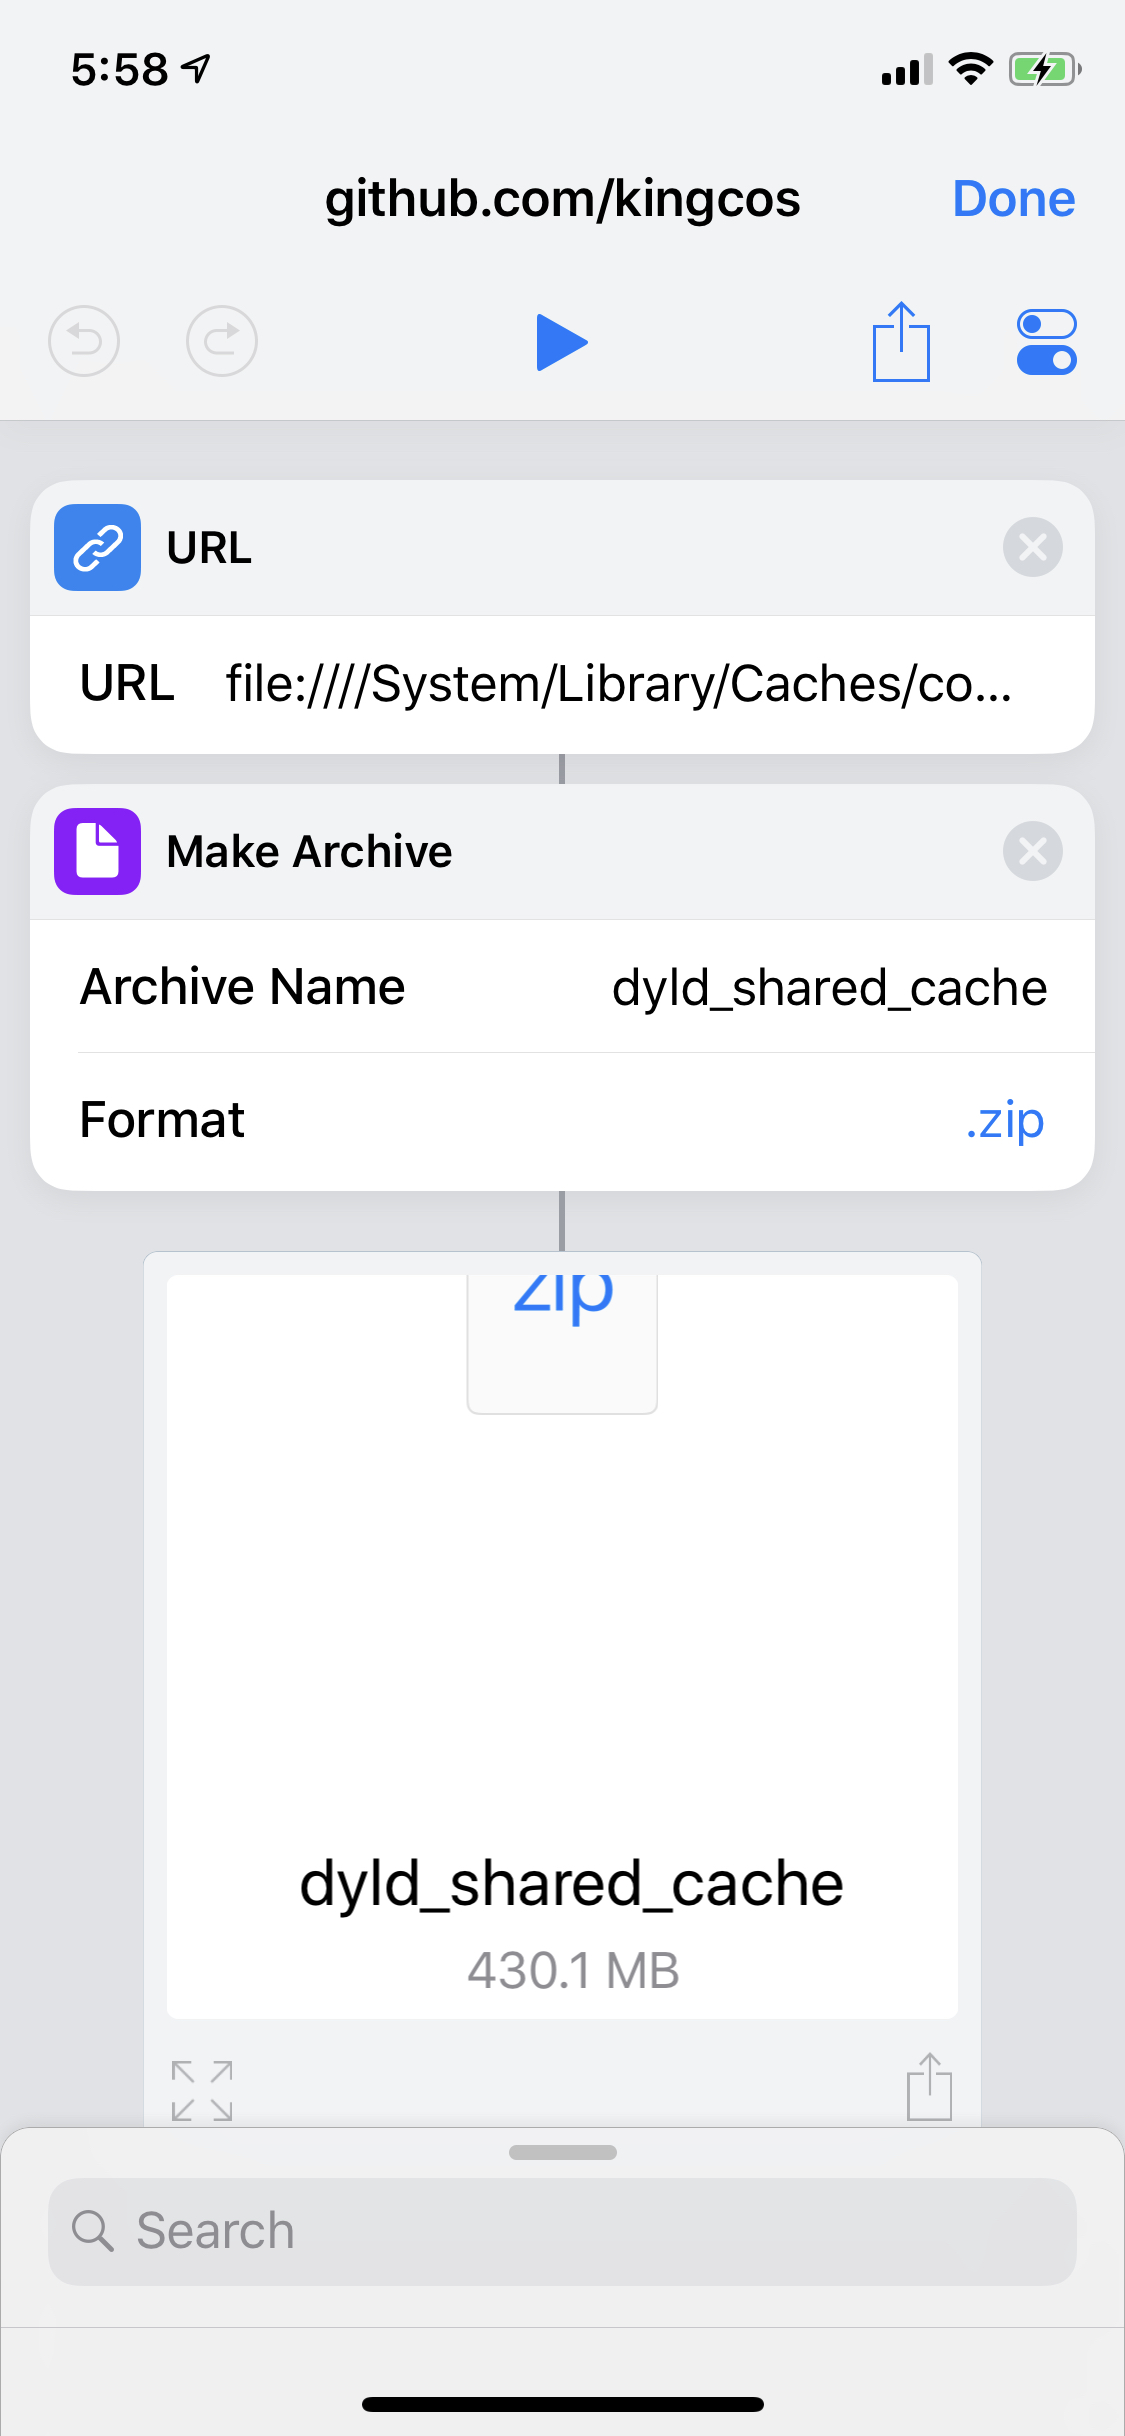 5:58
github.com/kingcos
Done
URL
URL file:////System/Library/Caches/co...
Make Archive
Archive Name dyld_shared_cache
Format .zip
zip
dyld_shared_cache
430.1 MB
Search